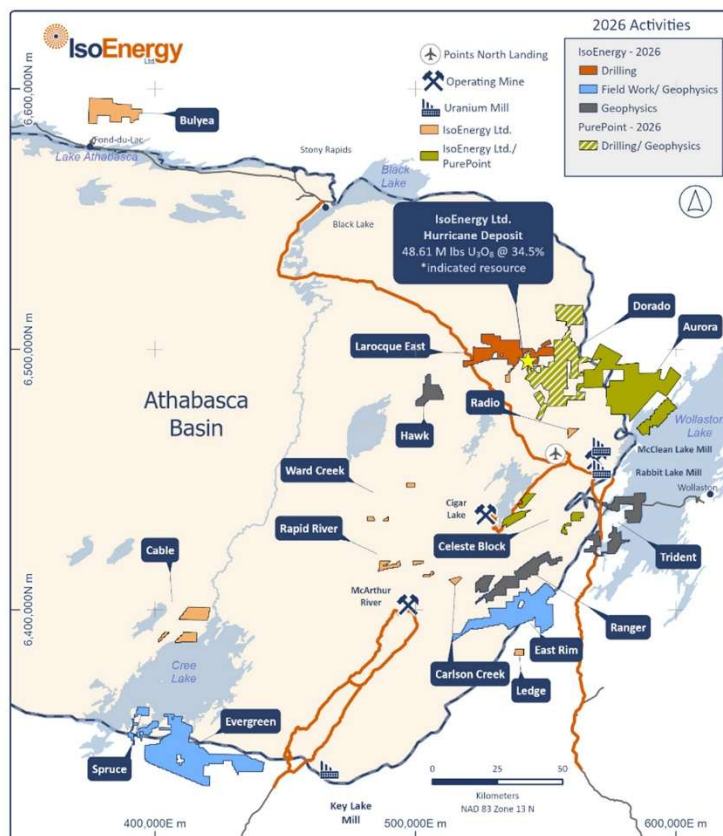 IsoEnergy
Ltd.
Points North Landing
Operating Mine
Uranium Mill
IsoEnergy Ltd.
IsoEnergy Ltd./
PurePoint
2026 Activities
IsoEnergy - 2026
Drilling
Field Work/ Geophysics
Geophysics
PurePoint - 2026
Drilling/ Geophysics
6,600,000N m
Bulyea
Fond-du-Lac
Lake Athabasca
Stony Rapids
Black
Lake
Black Lake
IsoEnergy Ltd.
Hurricane Deposit
48.61 M lbs U₃O₈ @ 34.5%
*indicated resource
Dorado
Aurora
Larocque East
6,500,000N m
Athabasca
Basin
Hawk
Radio
Wollaston
Lake
McClean Lake Mill
Rabbit Lake Mill
Wollaston
Ward Creek
Cigar
Lake
Rapid River
Celeste Block
Trident
Cable
McArthur
River
Ranger
6,400,000N m
East Rim
Carlson Creek
Ledge
Cree
Lake
Evergreen
Spruce
Key Lake
Mill
0
25
50
Kilometers
NAD 83 Zone 13 N
400,000E m
500,000E m
600,000E m